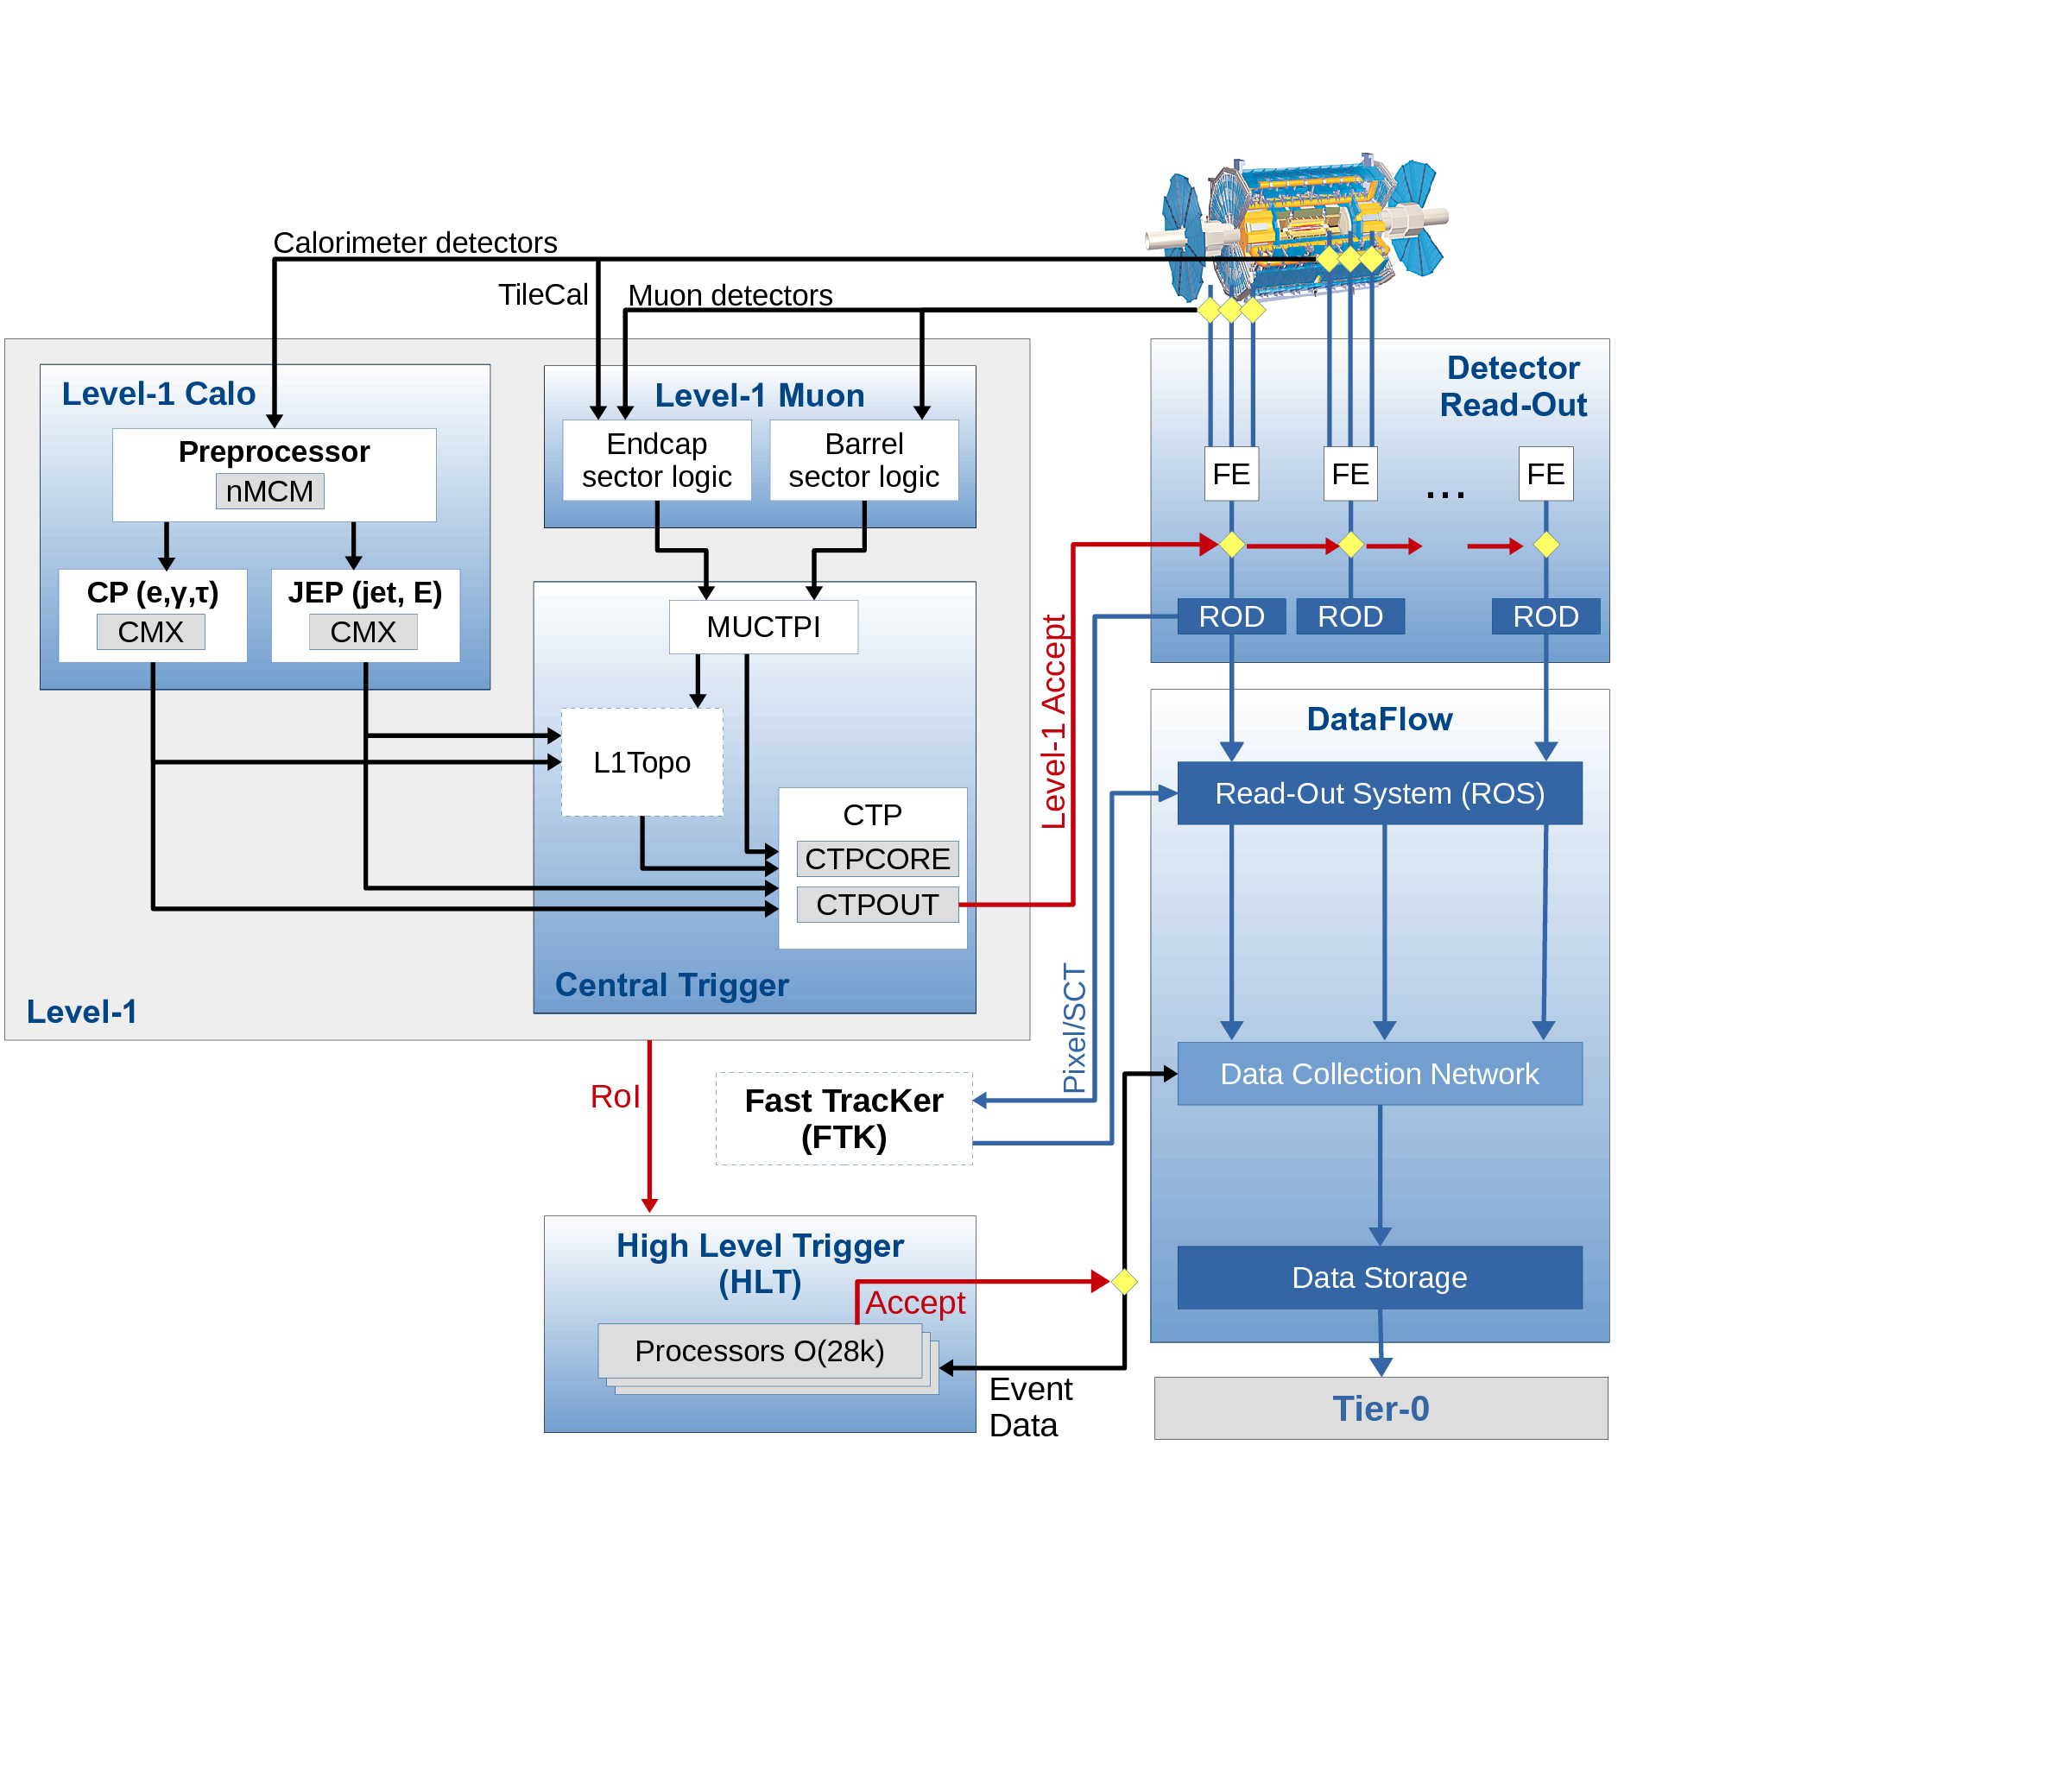 Calorimeter detectors
TileCal
Muon detectors
Level-1 Calo
Preprocessor
nMCM
CP (e,γ,τ)
CMX
JEP (jet, E)
CMX
Level-1 Muon
Endcap
sector logic
Barrel
sector logic
MUCTPI
L1Topo
CTP
CTPCORE
CTPOUT
Central Trigger
Level-1
Level-1 Accept
Detector
Read-Out
FE
FE
...
FE
ROD
ROD
ROD
DataFlow
Read-Out System (ROS)
Pixel/SCT
Data Collection Network
RoI
Fast TracKer
(FTK)
High Level Trigger
(HLT)
Accept
Processors O(28k)
Event
Data
Data Storage
Tier-0